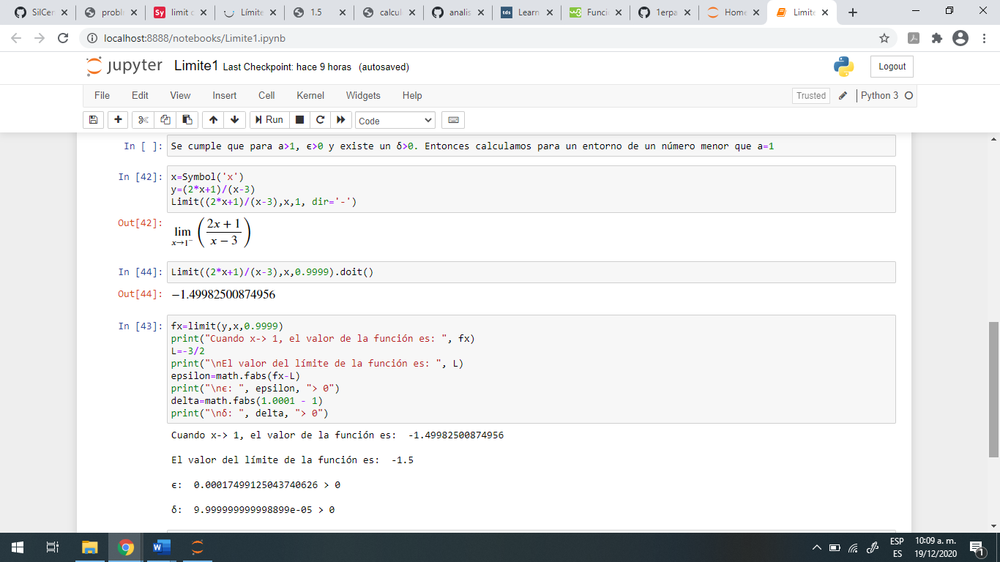 SilCer
probl
Sy limit c
Límite
1.5
calcul
analis
tds Learn
w3 Funci
1erpa
Home
Limite
localhost:8888/notebooks/Limite1.ipynb
jupyter Limite1 Last Checkpoint: hace 9 horas (autosaved)
Logout
File Edit View Insert Cell Kernel Widgets Help
Trusted Python 3
Run Code
In [ ]: Se cumple que para a>1, ϵ>0 y existe un δ>0. Entonces calculamos para un entorno de un número menor que a=1
In [42]: x=Symbol('x')
y=(2*x+1)/(x-3)
Limit((2*x+1)/(x-3),x,1, dir='-')
Out[42]: lim x→1⁻ (2x + 1 / x − 3)
In [44]: Limit((2*x+1)/(x-3),x,0.9999).doit()
Out[44]: −1.49982500874956
In [43]: fx=limit(y,x,0.9999)
print("Cuando x-> 1, el valor de la función es: ", fx)
L=-3/2
print("\nEl valor del límite de la función es: ", L)
epsilon=math.fabs(fx-L)
print("\nϵ: ", epsilon, "> 0")
delta=math.fabs(1.0001 - 1)
print("\nδ: ", delta, "> 0")
Cuando x-> 1, el valor de la función es:  -1.49982500874956
El valor del límite de la función es:  -1.5
ϵ:  0.00017499125043740626 > 0
δ:  9.999999999998899e-05 > 0
ESP
ES
10:09 a. m.
19/12/2020
1